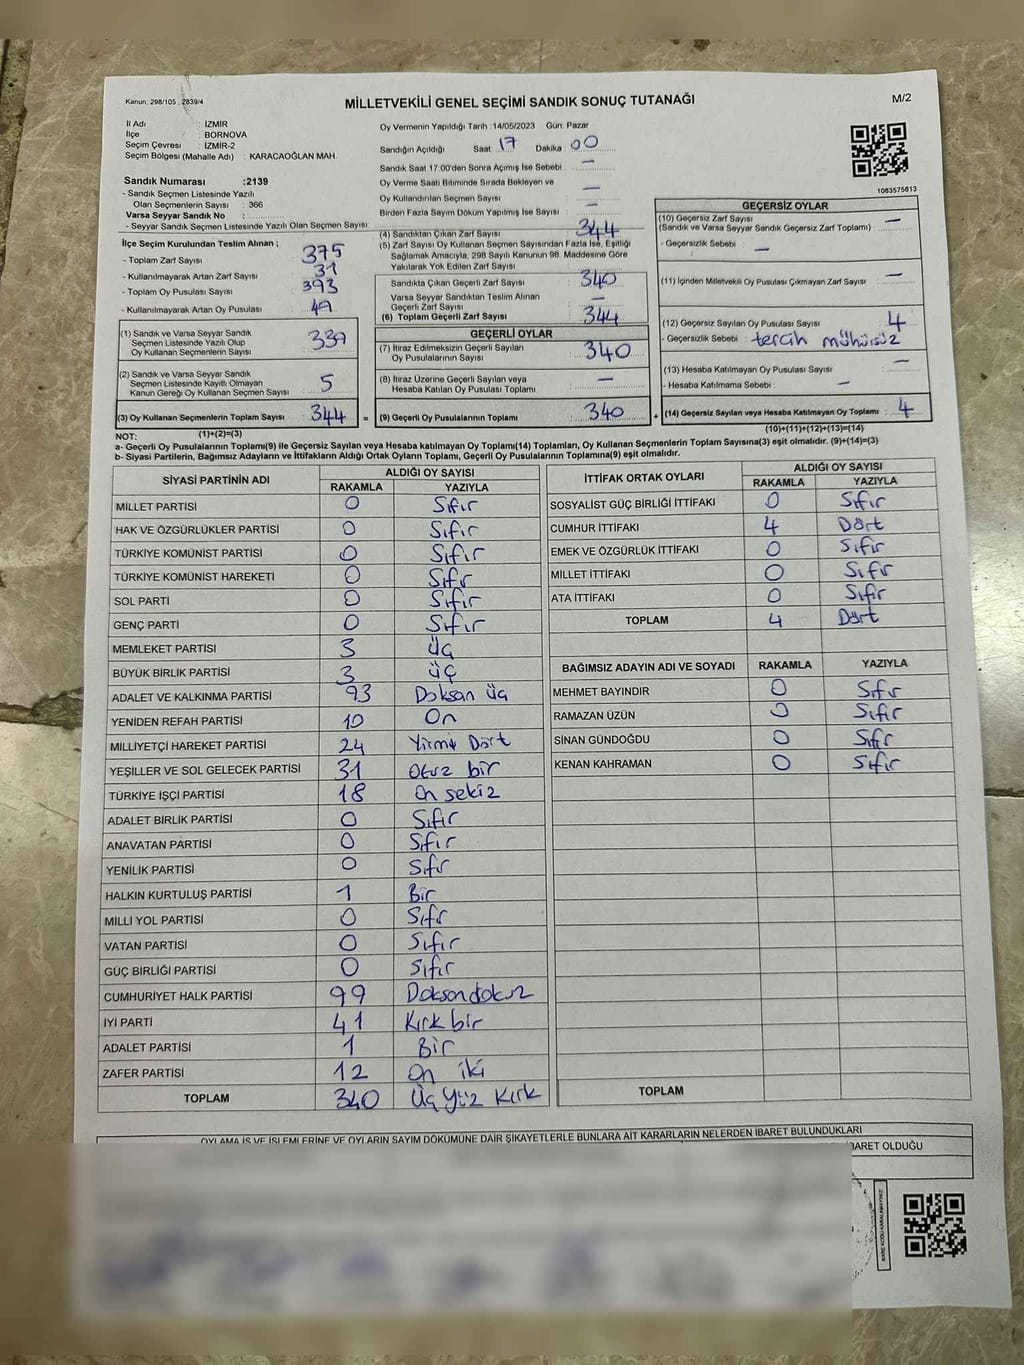 Kanun: 298/105 , 2839/4
MİLLETVEKİLİ GENEL SEÇİMİ SANDIK SONUÇ TUTANAĞI
M/2
İl Adı : İZMİR
İlçe : BORNOVA
Seçim Çevresi : İZMİR-2
Seçim Bölgesi (Mahalle Adı) : KARACAOĞLAN MAH.
Sandık Numarası :2139
- Sandık Seçmen Listesinde Yazılı
Olan Seçmenlerin Sayısı : 366
Varsa Seyyar Sandık No :
- Seyyar Sandık Seçmen Listesinde Yazılı Olan Seçmen Sayısı
İlçe Seçim Kurulundan Teslim Alınan ;
- Toplam Zarf Sayısı : 375
- Kullanılmayarak Artan Zarf Sayısı : 31
- Toplam Oy Pusulası Sayısı : 393
- Kullanılmayarak Artan Oy Pusulası : 49
(1) Sandık ve Varsa Seyyar Sandık
Seçmen Listesinde Yazılı Olup
Oy Kullanan Seçmenlerin Sayısı : 339
(2) Sandık ve Varsa Seyyar Sandık
Seçmen Listesinde Kayıtlı Olmayan
Kanun Gereği Oy Kullanan Seçmen Sayısı : 5
(3) Oy Kullanan Seçmenlerin Toplam Sayısı : 344
(1)+(2)=(3)
Oy Vermenin Yapıldığı Tarih :14/05/2023 Gün: Pazar
Sandığın Açıldığı Saat 17 Dakika 00
Sandık Saat 17.00'den Sonra Açımış İse Sebebi : —
Oy Verme Saati Bitiminde Sırada Bekleyen ve
Oy Kullandırılan Seçmen Sayısı : —
Birden Fazla Sayım Döküm Yapılmış İse Sayısı : —
(4) Sandıktan Çıkan Zarf Sayısı : 344
(5) Zarf Sayısı Oy Kullanan Seçmen Sayısından Fazla İse, Eşitliği
Sağlamak Amacıyla, 298 Sayılı Kanunun 98. Maddesine Göre
Yakılarak Yok Edilen Zarf Sayısı :
Sandıkta Çıkan Geçerli Zarf Sayısı : 340
Varsa Seyyar Sandıktan Teslim Alınan
Geçerli Zarf Sayısı : —
(6) Toplam Geçerli Zarf Sayısı : 344
GEÇERLİ OYLAR
(7) İtiraz Edilmeksizin Geçerli Sayılan
Oy Pusulalarının Sayısı : 340
(8) İtiraz Üzerine Geçerli Sayılan veya
Hesaba Katılan Oy Pusulası Toplamı : —
= (9) Geçerli Oy Pusulalarının Toplamı : 340 +
1083575813
GEÇERSİZ OYLAR
(10) Geçersiz Zarf Sayısı : —
(Sandık ve Varsa Seyyar Sandık Geçersiz Zarf Toplamı) :
- Geçersizlik Sebebi : —
(11) İçinden Milletvekili Oy Pusulası Çıkmayan Zarf Sayısı : —
(12) Geçersiz Sayılan Oy Pusulası Sayısı : 4
- Geçersizlik Sebebi : tercih mühürsüz
(13) Hesaba Katılmayan Oy Pusulası Sayısı : —
- Hesaba Katılmama Sebebi : —
(14) Geçersiz Sayılan veya Hesaba Katılmayan Oy Toplamı : 4
(10)+(11)+(12)+(13)=(14)
NOT:
a- Geçerli Oy Pusulalarının Toplamı(9) ile Geçersiz Sayılan veya Hesaba katılmayan Oy Toplamı(14) Toplamları, Oy Kullanan Seçmenlerin Toplam Sayısına(3) eşit olmalıdır. (9)+(14)=(3)
b- Siyasi Partilerin, Bağımsız Adayların ve İttifakların Aldığı Ortak Oyların Toplamı, Geçerli Oy Pusulalarının Toplamına(9) eşit olmalıdır.
SİYASİ PARTİNİN ADI ALDIĞI OY SAYISI
RAKAMLA YAZIYLA
MİLLET PARTİSİ 0 Sıfır
HAK VE ÖZGÜRLÜKLER PARTİSİ 0 Sıfır
TÜRKİYE KOMÜNİST PARTİSİ 0 Sıfır
TÜRKİYE KOMÜNİST HAREKETİ 0 Sıfır
SOL PARTİ 0 Sıfır
GENÇ PARTİ 0 Sıfır
MEMLEKET PARTİSİ 3 Üç
BÜYÜK BİRLİK PARTİSİ 3 üç
ADALET VE KALKINMA PARTİSİ 93 Doksan üç
YENİDEN REFAH PARTİSİ 10 On
MİLLİYETÇİ HAREKET PARTİSİ 24 Yirmi Dört
YEŞİLLER VE SOL GELECEK PARTİSİ 31 Otuz bir
TÜRKİYE İŞÇİ PARTİSİ 18 On sekiz
ADALET BİRLİK PARTİSİ 0 Sıfır
ANAVATAN PARTİSİ 0 Sıfır
YENİLİK PARTİSİ 0 Sıfır
HALKIN KURTULUŞ PARTİSİ 1 Bir
MİLLİ YOL PARTİSİ 0 Sıfır
VATAN PARTİSİ 0 Sıfır
GÜÇ BİRLİĞİ PARTİSİ 0 Sıfır
CUMHURİYET HALK PARTİSİ 99 Doksandokuz
İYİ PARTİ 41 Kırk bir
ADALET PARTİSİ 1 Bir
ZAFER PARTİSİ 12 On iki
TOPLAM 340 Üç Yüz Kırk
İTTİFAK ORTAK OYLARI ALDIĞI OY SAYISI
RAKAMLA YAZIYLA
SOSYALİST GÜÇ BİRLİĞİ İTTİFAKI 0 Sıfır
CUMHUR İTTİFAKI 4 Dört
EMEK VE ÖZGÜRLÜK İTTİFAKI 0 Sıfır
MİLLET İTTİFAKI 0 Sıfır
ATA İTTİFAKI 0 Sıfır
TOPLAM 4 Dört
BAĞIMSIZ ADAYIN ADI VE SOYADI RAKAMLA YAZIYLA
MEHMET BAYINDIR 0 Sıfır
RAMAZAN ÜZÜN 0 Sıfır
SİNAN GÜNDOĞDU 0 Sıfır
KENAN KAHRAMAN 0 Sıfır
TOPLAM
OYLAMA İŞ VE İŞLEMLERİNE VE OYLARIN SAYIM DÖKÜMÜNE DAİR ŞİKAYETLERLE BUNLARA AİT KARARLARIN NELERDEN İBARET BULUNDUKLARI
İBARET OLDUĞU
KARE KODU KARALAMAYINIZ